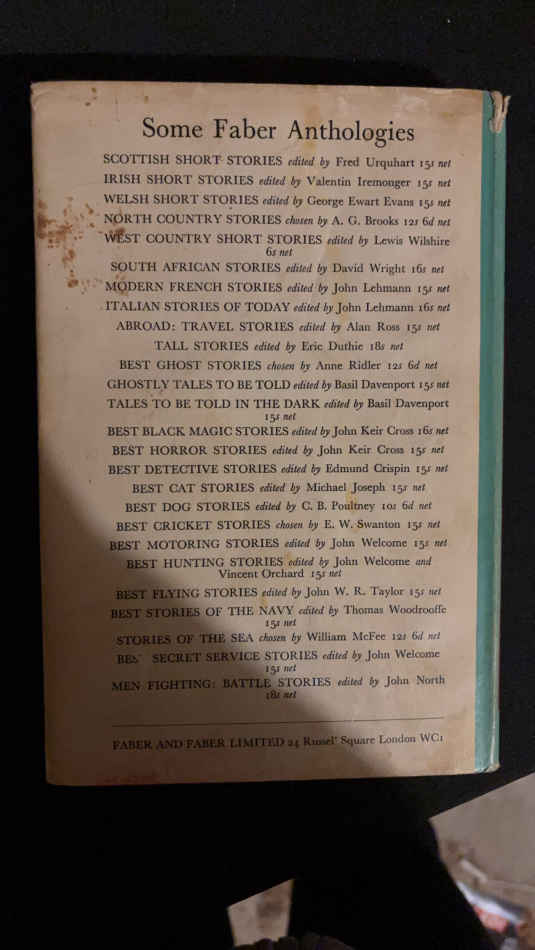 Some Faber Anthologies
SCOTTISH SHORT STORIES edited by Fred Urquhart 15s net
IRISH SHORT STORIES edited by Valentin Iremonger 15s net
WELSH SHORT STORIES edited by George Ewart Evans 15s net
NORTH COUNTRY STORIES chosen by A. G. Brooks 12s 6d net
WEST COUNTRY SHORT STORIES edited by Lewis Wilshire
6s net
SOUTH AFRICAN STORIES edited by David Wright 16s net
MODERN FRENCH STORIES edited by John Lehmann 15s net
ITALIAN STORIES OF TODAY edited by John Lehmann 16s net
ABROAD: TRAVEL STORIES edited by Alan Ross 15s net
TALL STORIES edited by Eric Duthie 18s net
BEST GHOST STORIES chosen by Anne Ridler 12s 6d net
GHOSTLY TALES TO BE TOLD edited by Basil Davenport 15s net
TALES TO BE TOLD IN THE DARK edited by Basil Davenport
15s net
BEST BLACK MAGIC STORIES edited by John Keir Cross 16s net
BEST HORROR STORIES edited by John Keir Cross 15s net
BEST DETECTIVE STORIES edited by Edmund Crispin 15s net
BEST CAT STORIES edited by Michael Joseph 15s net
BEST DOG STORIES edited by C. B. Poultney 10s 6d net
BEST CRICKET STORIES chosen by E. W. Swanton 15s net
BEST MOTORING STORIES edited by John Welcome 15s net
BEST HUNTING STORIES edited by John Welcome and
Vincent Orchard 15s net
BEST FLYING STORIES edited by John W. R. Taylor 15s net
BEST STORIES OF THE NAVY edited by Thomas Woodrooffe
15s net
STORIES OF THE SEA chosen by William McFee 12s 6d net
BEST SECRET SERVICE STORIES edited by John Welcome
15s net
MEN FIGHTING: BATTLE STORIES edited by John North
18s net
FABER AND FABER LIMITED 24 Russel' Square London WC1